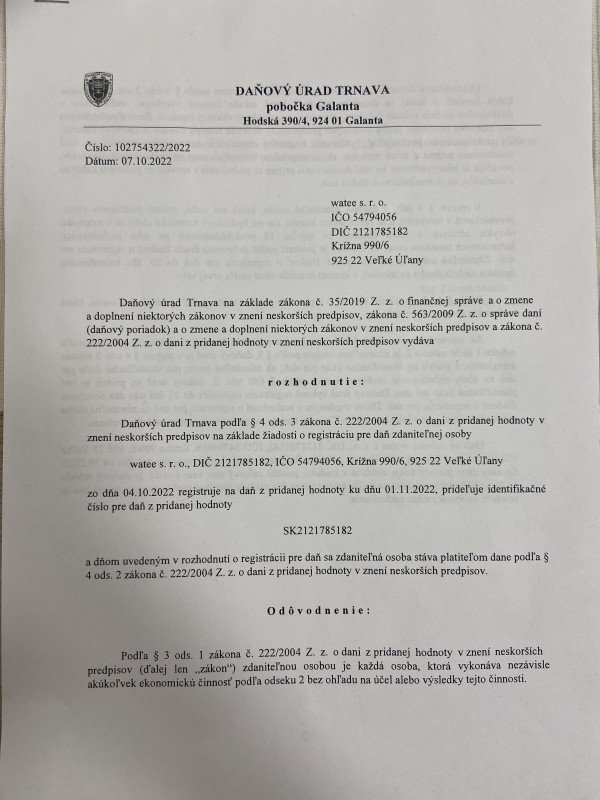 DAŇOVÝ ÚRAD TRNAVA
pobočka Galanta
Hodská 390/4, 924 01 Galanta
Číslo: 102754322/2022
Dátum: 07.10.2022
watee s. r. o.
IČO 54794056
DIČ 2121785182
Krížna 990/6
925 22 Veľké Úľany
Daňový úrad Trnava na základe zákona č. 35/2019 Z. z. o finančnej správe a o zmene
a doplnení niektorých zákonov v znení neskorších predpisov, zákona č. 563/2009 Z. z. o správe daní
(daňový poriadok) a o zmene a doplnení niektorých zákonov v znení neskorších predpisov a zákona č.
222/2004 Z. z. o dani z pridanej hodnoty v znení neskorších predpisov vydáva
rozhodnutie:
Daňový úrad Trnava podľa § 4 ods. 3 zákona č. 222/2004 Z. z. o dani z pridanej hodnoty v
znení neskorších predpisov na základe žiadosti o registráciu pre daň zdaniteľnej osoby
watee s. r. o., DIČ 2121785182, IČO 54794056, Krížna 990/6, 925 22 Veľké Úľany
zo dňa 04.10.2022 registruje na daň z pridanej hodnoty ku dňu 01.11.2022, prideľuje identifikačné
číslo pre daň z pridanej hodnoty
SK2121785182
a dňom uvedeným v rozhodnutí o registrácii pre daň sa zdaniteľná osoba stáva platiteľom dane podľa §
4 ods. 2 zákona č. 222/2004 Z. z. o dani z pridanej hodnoty v znení neskorších predpisov.
Odôvodnenie:
Podľa § 3 ods. 1 zákona č. 222/2004 Z. z. o dani z pridanej hodnoty v znení neskorších
predpisov (ďalej len „zákon“) zdaniteľnou osobou je každá osoba, ktorá vykonáva nezávisle
akúkoľvek ekonomickú činnosť podľa odseku 2 bez ohľadu na účel alebo výsledky tejto činnosti.